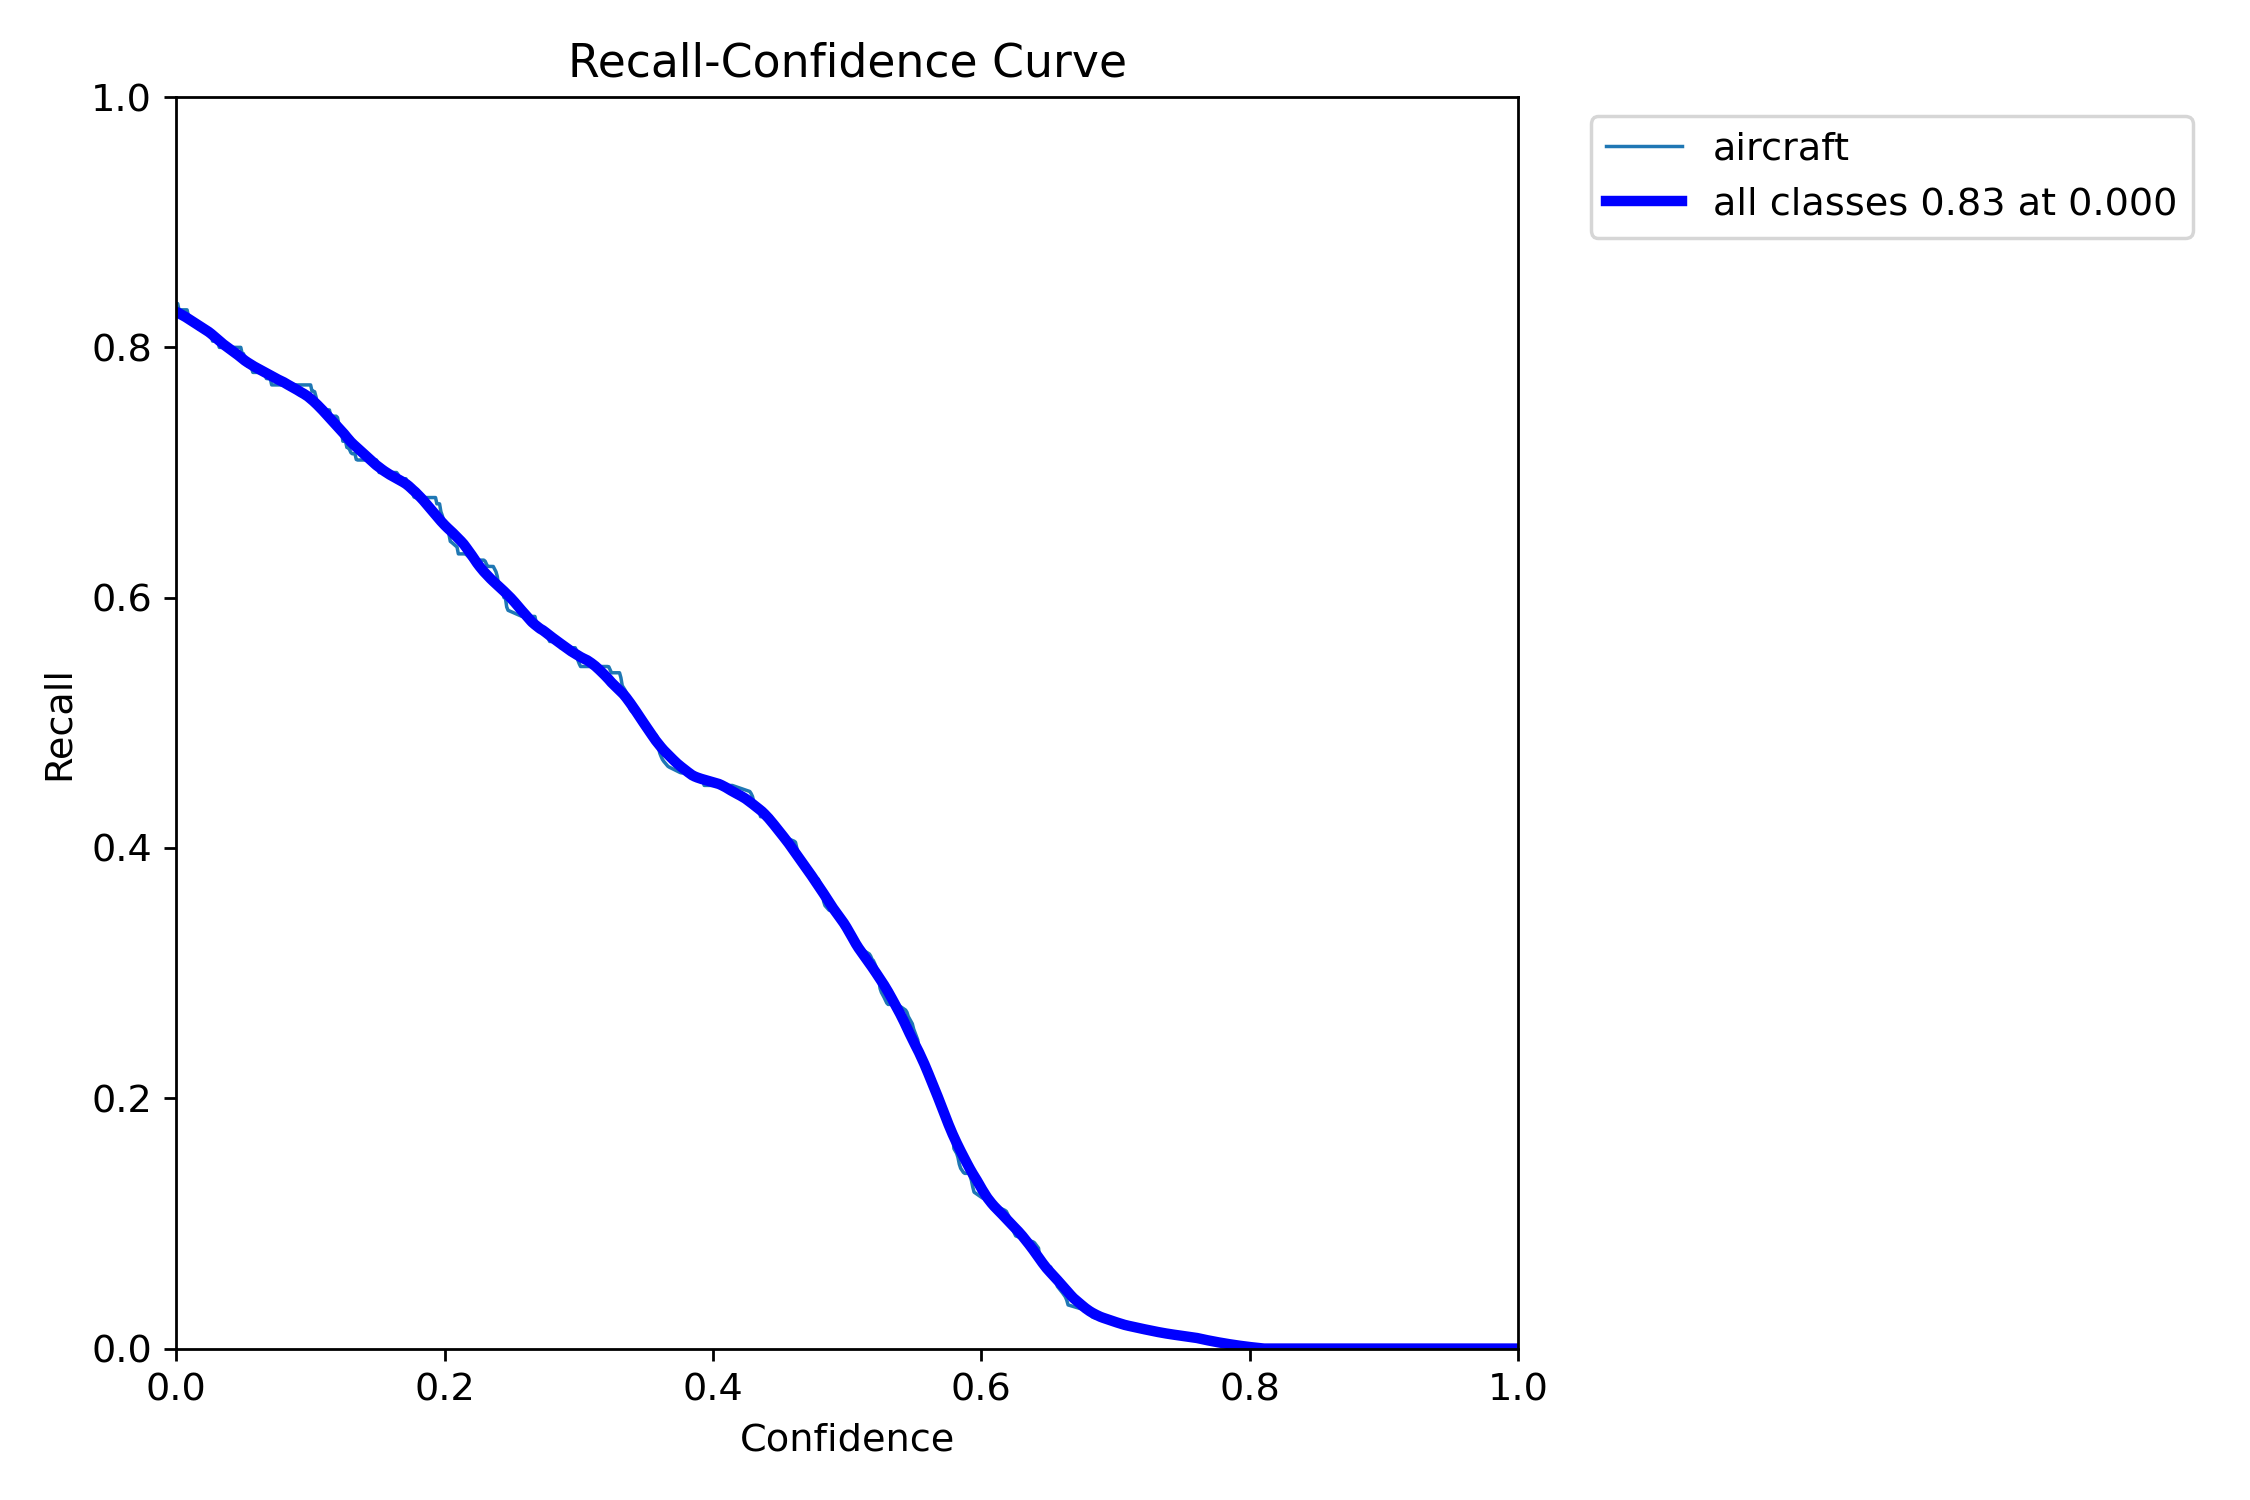 Recall-Confidence Curve
1.0
0.8
0.6
0.4
0.2
0.0
Recall
0.0 0.2 0.4 0.6 0.8 1.0
Confidence
aircraft
all classes 0.83 at 0.000